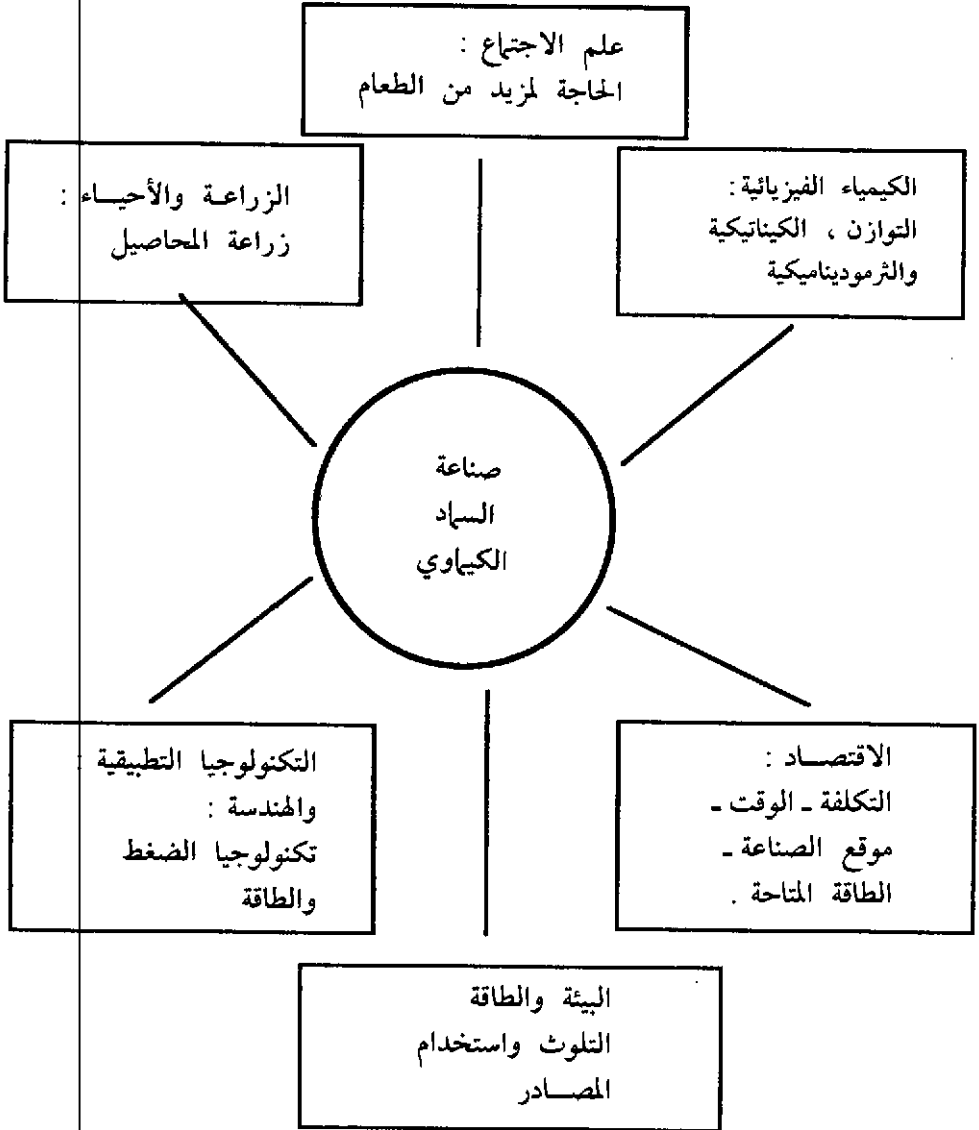 علم الاجتماع :
الحاجة لمزيد من الطعام
الكيمياء الفيزيائية :
التوازن ، الكيناتيكية
والثرموديناميكية
الزراعة والأحياء :
زراعة المحاصيل
صناعة
السماد
الكيماوي
الاقتصاد :
التكلفة - الوقت -
موقع الصناعة -
الطاقة المتاحة .
التكنولوجيا التطبيقية
والهندسة :
تكنولوجيا الضغط
والطاقة
البيئة والطاقة
التلوث واستخدام
المصادر